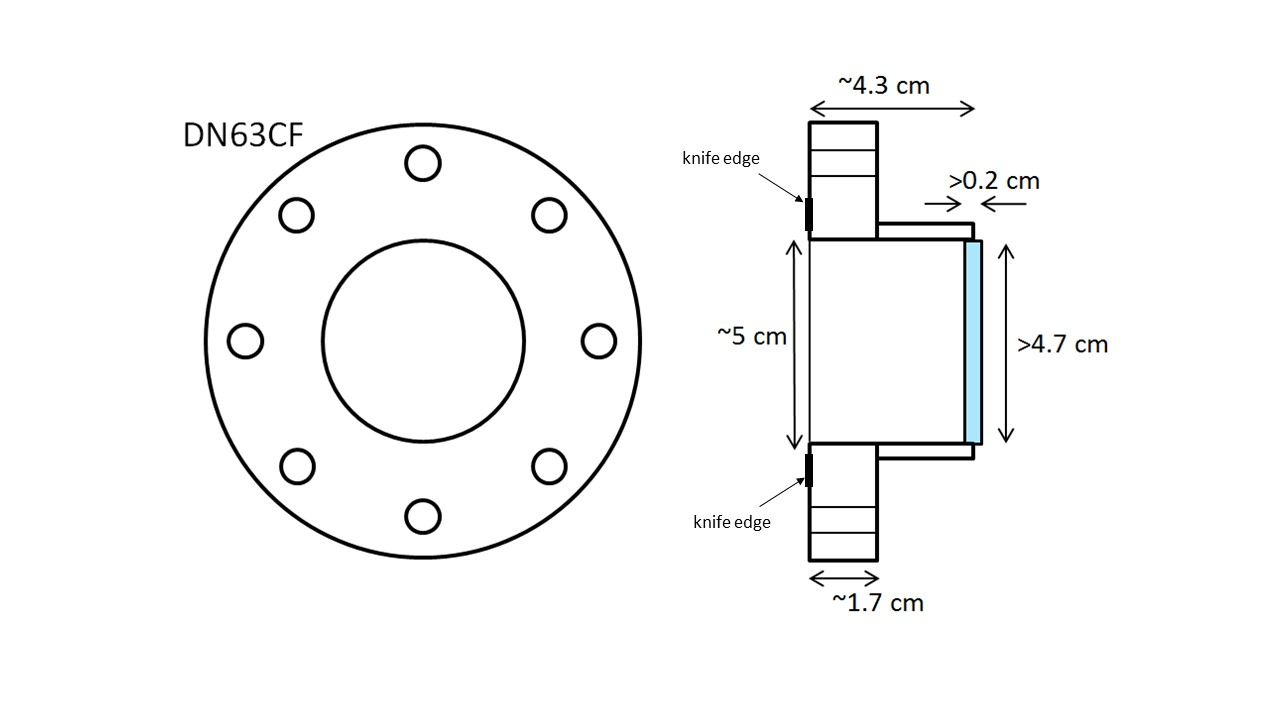 DN63CF
~4.3 cm
knife edge
>0.2 cm
~5 cm
>4.7 cm
knife edge
~1.7 cm